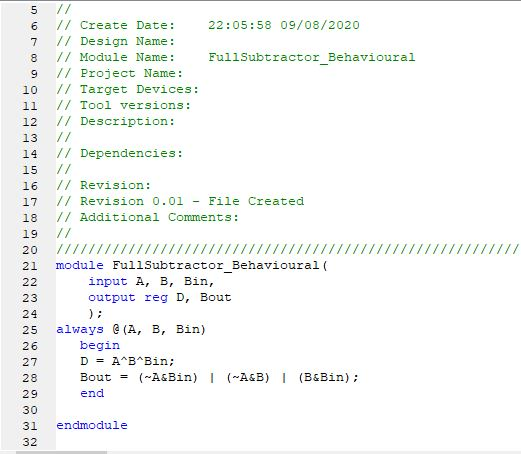 5 //
6 // Create Date:    22:05:58 09/08/2020
7 // Design Name:
8 // Module Name:    FullSubtractor_Behavioural
9 // Project Name:
10 // Target Devices:
11 // Tool versions:
12 // Description:
13 //
14 // Dependencies:
15 //
16 // Revision:
17 // Revision 0.01 - File Created
18 // Additional Comments:
19 //
20 //////////////////////////////////////////////////////////
21 module FullSubtractor_Behavioural(
22     input A, B, Bin,
23     output reg D, Bout
24     );
25 always @(A, B, Bin)
26    begin
27    D = A^B^Bin;
28    Bout = (~A&Bin) | (~A&B) | (B&Bin);
29    end
30
31 endmodule
32